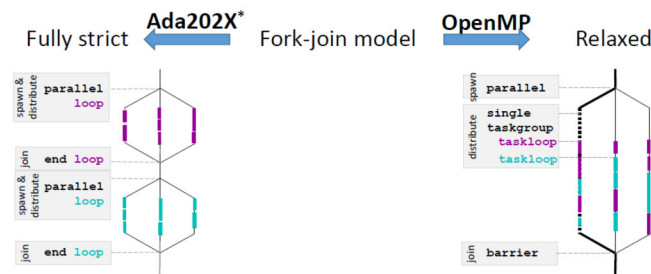 Ada202X*
OpenMP
Fully strict
Fork-join model
Relaxed
spawn &
distribute
parallel
loop
join
end loop
spawn &
distribute
parallel
loop
join
end loop
spawn
parallel
distribute
single
taskgroup
taskloop
taskloop
join
barrier